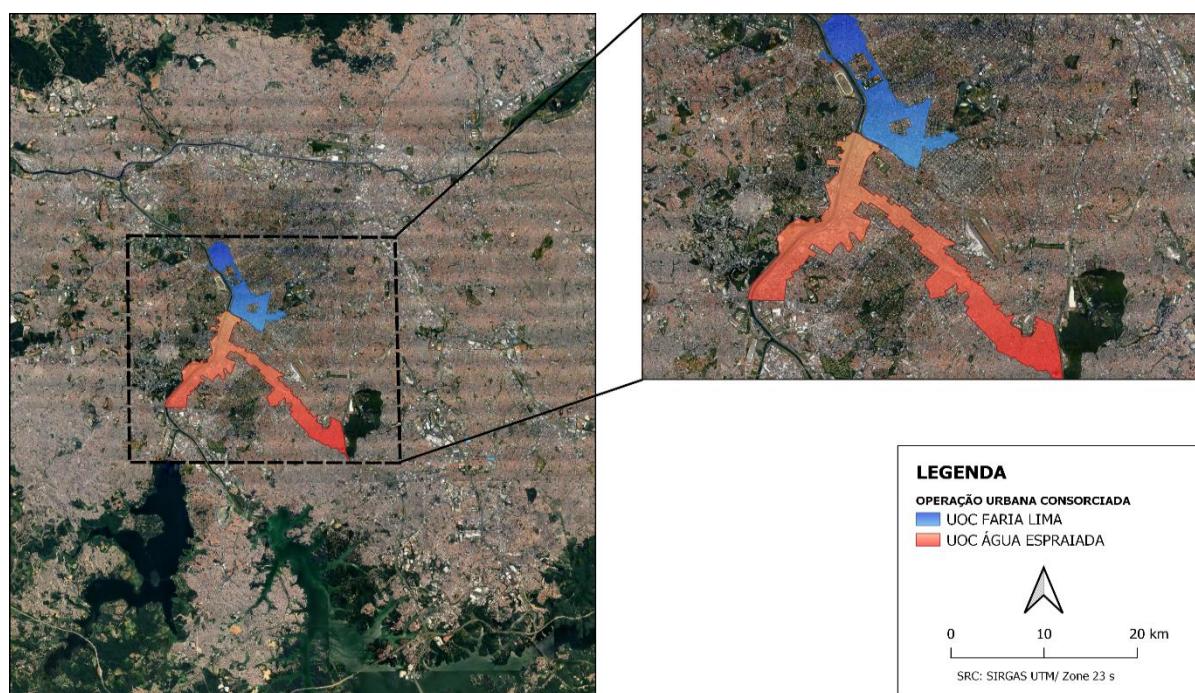 LEGENDA
OPERAÇÃO URBANA CONSORCIADA
UOC FARIA LIMA
UOC ÁGUA ESPRAIADA
0 10 20 km
SRC: SIRGAS UTM/ Zone 23 s